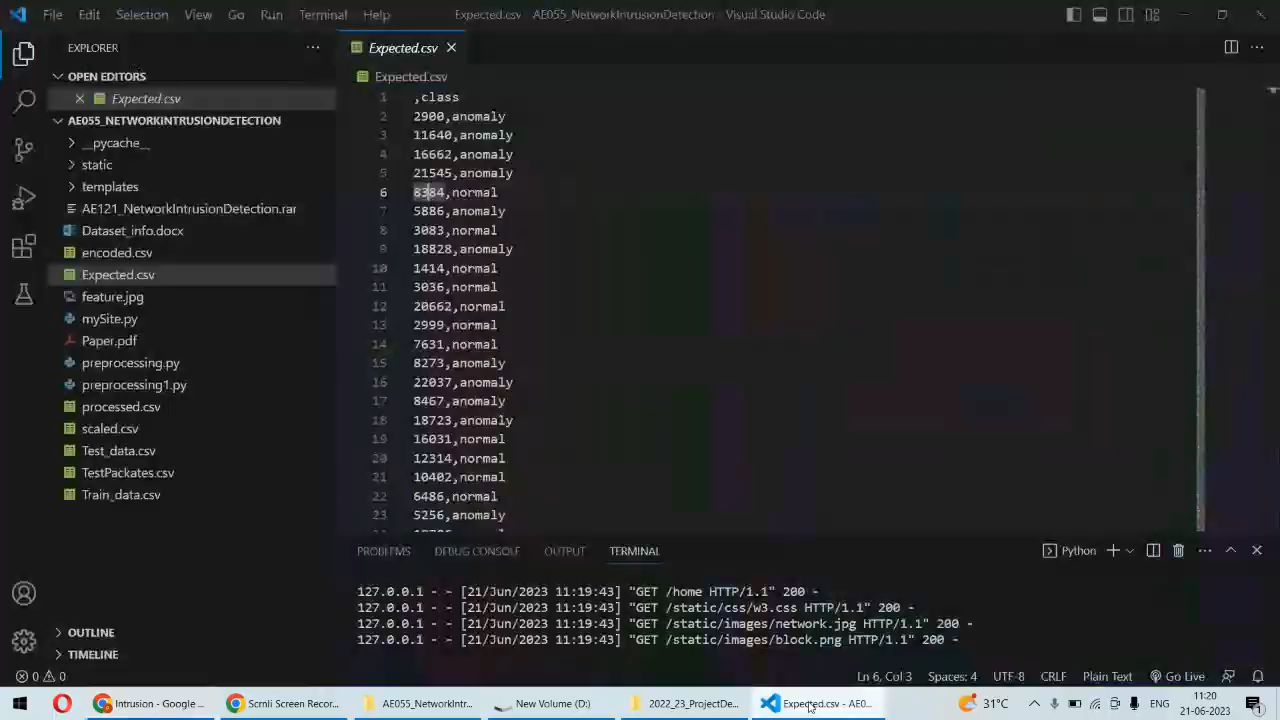 File Edit Selection View Go Run Terminal Help
Expected.csv - AE055_NetworkIntrusionDetection - Visual Studio Code
EXPLORER
OPEN EDITORS
Expected.csv
AE055_NETWORKINTRUSIONDETECTION
__pycache__
static
templates
AE121_NetworkIntrusionDetection.rar
Dataset_info.docx
encoded.csv
Expected.csv
feature.jpg
mySite.py
Paper.pdf
preprocessing.py
preprocessing1.py
processed.csv
scaled.csv
Test_data.csv
TestPackates.csv
Train_data.csv
OUTLINE
TIMELINE
Expected.csv
Expected.csv
1 ,class
2 2900,anomaly
3 11640,anomaly
4 16662,anomaly
5 21545,anomaly
6 8384,normal
7 5886,anomaly
8 3083,normal
9 18828,anomaly
10 1414,normal
11 3036,normal
12 20662,normal
13 2999,normal
14 7631,normal
15 8273,anomaly
16 22037,anomaly
17 8467,anomaly
18 18723,anomaly
19 16031,normal
20 12314,normal
21 10402,normal
22 6486,normal
23 5256,anomaly
PROBLEMS DEBUG CONSOLE OUTPUT TERMINAL
Python
127.0.0.1 - - [21/Jun/2023 11:19:43] "GET /home HTTP/1.1" 200 -
127.0.0.1 - - [21/Jun/2023 11:19:43] "GET /static/css/w3.css HTTP/1.1" 200 -
127.0.0.1 - - [21/Jun/2023 11:19:43] "GET /static/images/network.jpg HTTP/1.1" 200 -
127.0.0.1 - - [21/Jun/2023 11:19:43] "GET /static/images/block.png HTTP/1.1" 200 -
0 0
Ln 6, Col 3 Spaces: 4 UTF-8 CRLF Plain Text Go Live
Intrusion - Google ... Scrnli Screen Recor... AE055_NetworkIntr... New Volume (D:) 2022_23_ProjectDe... Expected.csv - AE0...
31°C
11:20
21-06-2023